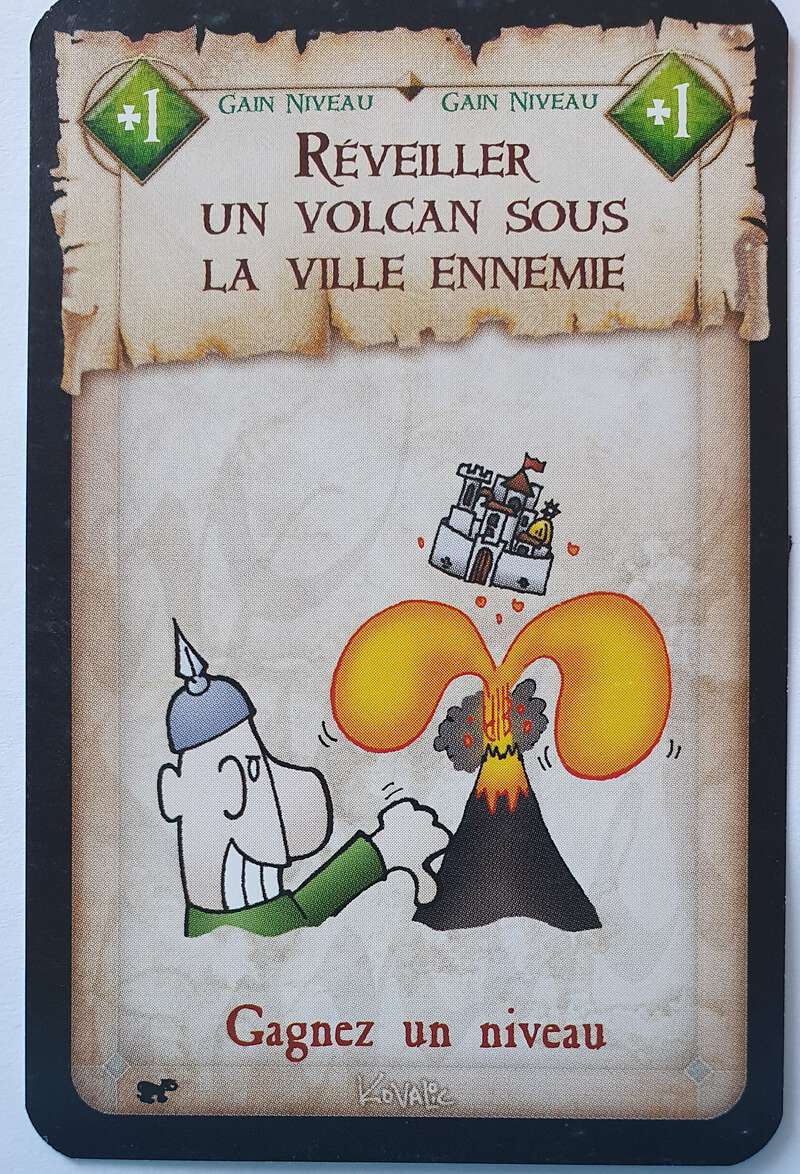 +1 GAIN NIVEAU GAIN NIVEAU +1
RÉVEILLER
UN VOLCAN SOUS
LA VILLE ENNEMIE
Gagnez un niveau
KOVALIC